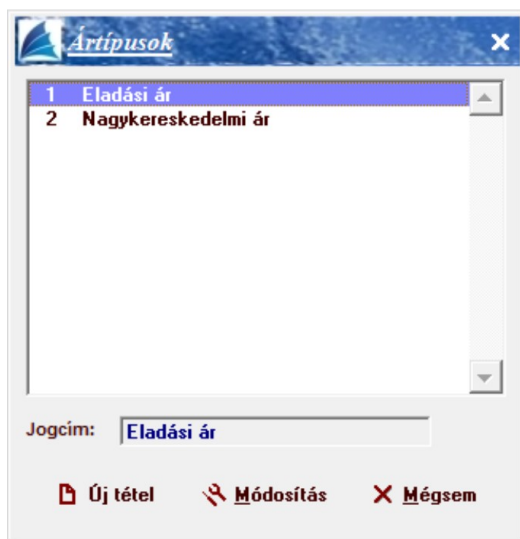 Ártípusok
1 Eladási ár
2 Nagykereskedelmi ár
Jogcím: Eladási ár
Új tétel Módosítás Mégsem